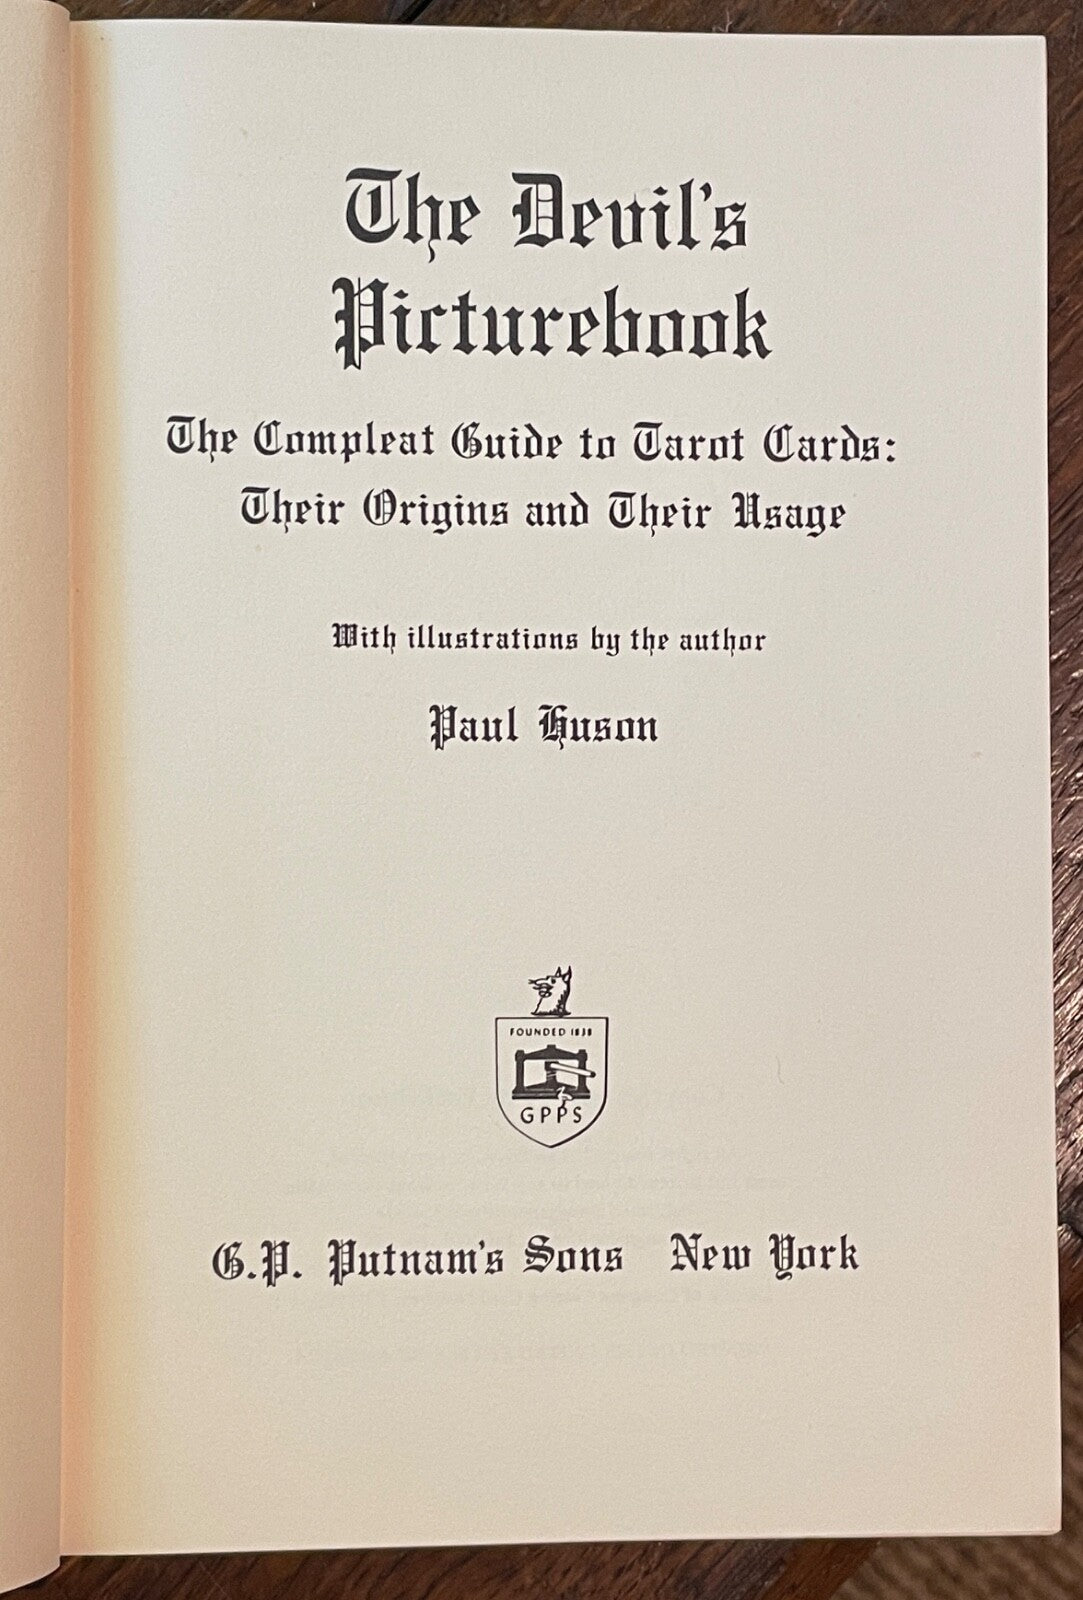 The Devil's
Picturebook
The Compleat Guide to Tarot Cards:
Their Origins and Their Usage
With illustrations by the author
Paul Huson
FOUNDED 1838
GPPS
G.P. Putnam's Sons New York